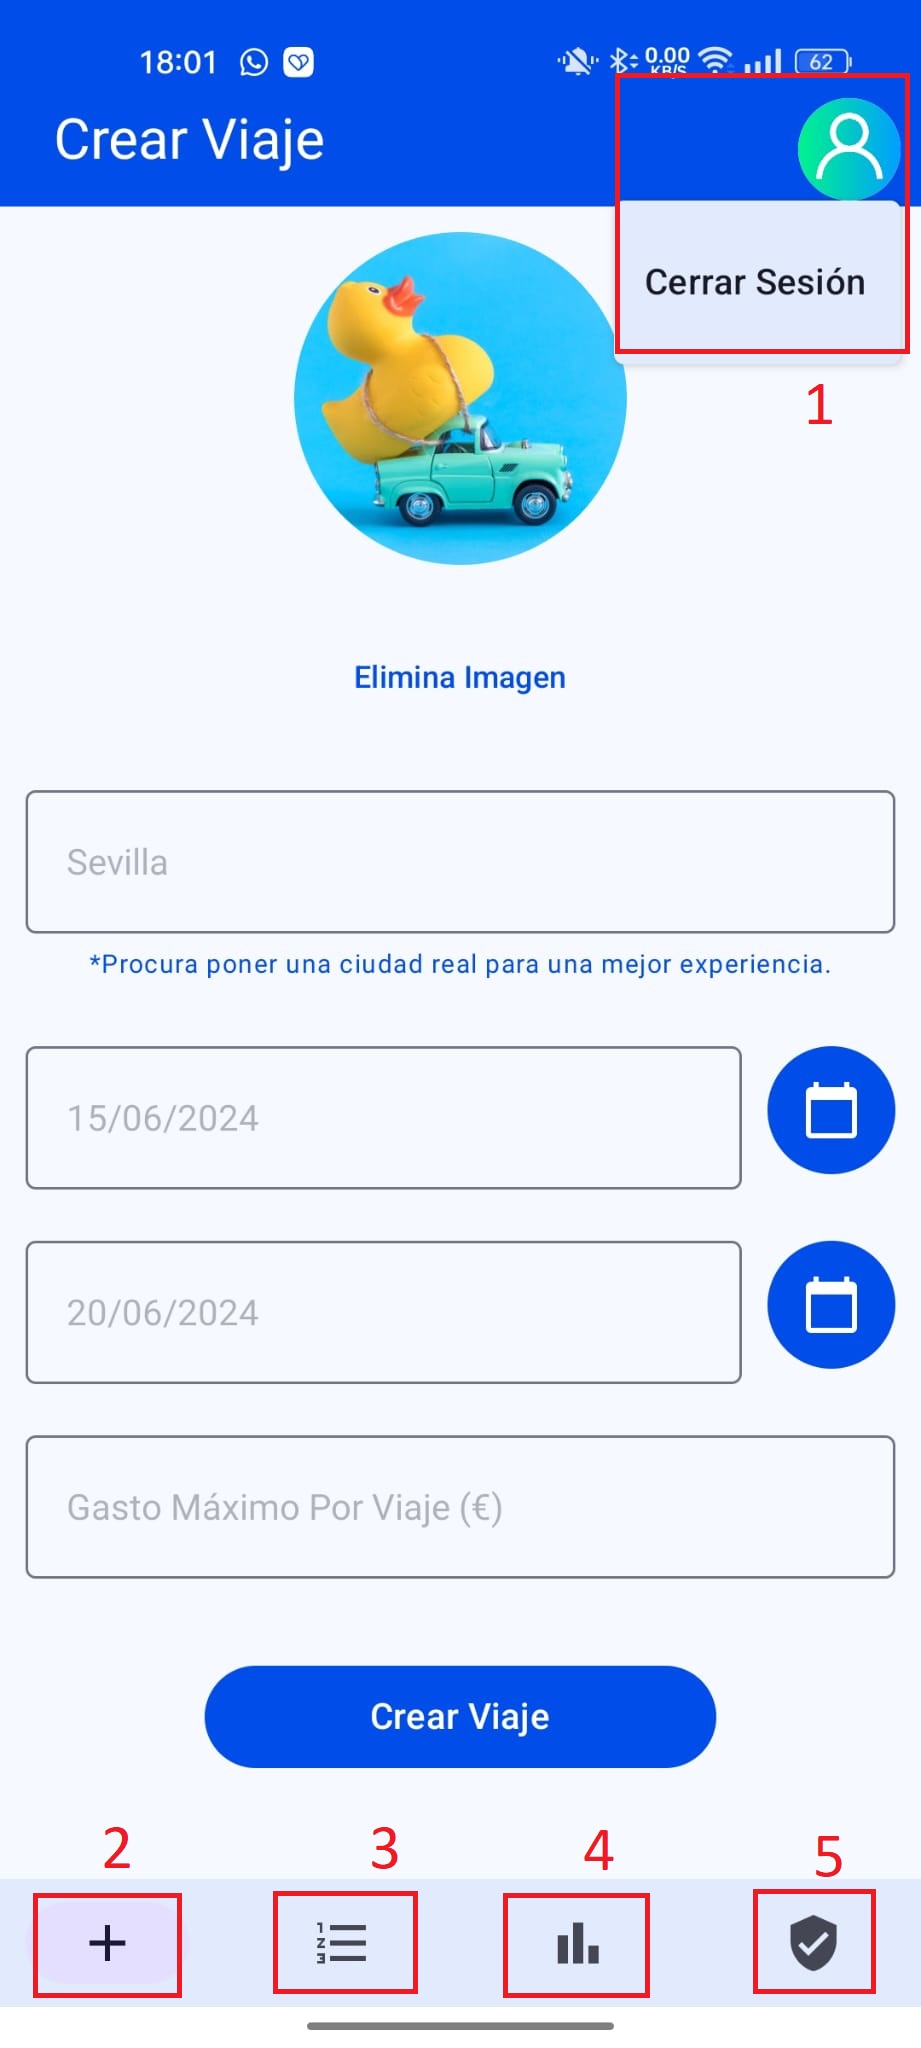 18:01
0.00
KB/S
62
Crear Viaje
Cerrar Sesión
1
Elimina Imagen
Sevilla
*Procura poner una ciudad real para una mejor experiencia.
15/06/2024
20/06/2024
Gasto Máximo Por Viaje (€)
Crear Viaje
2
3
4
5